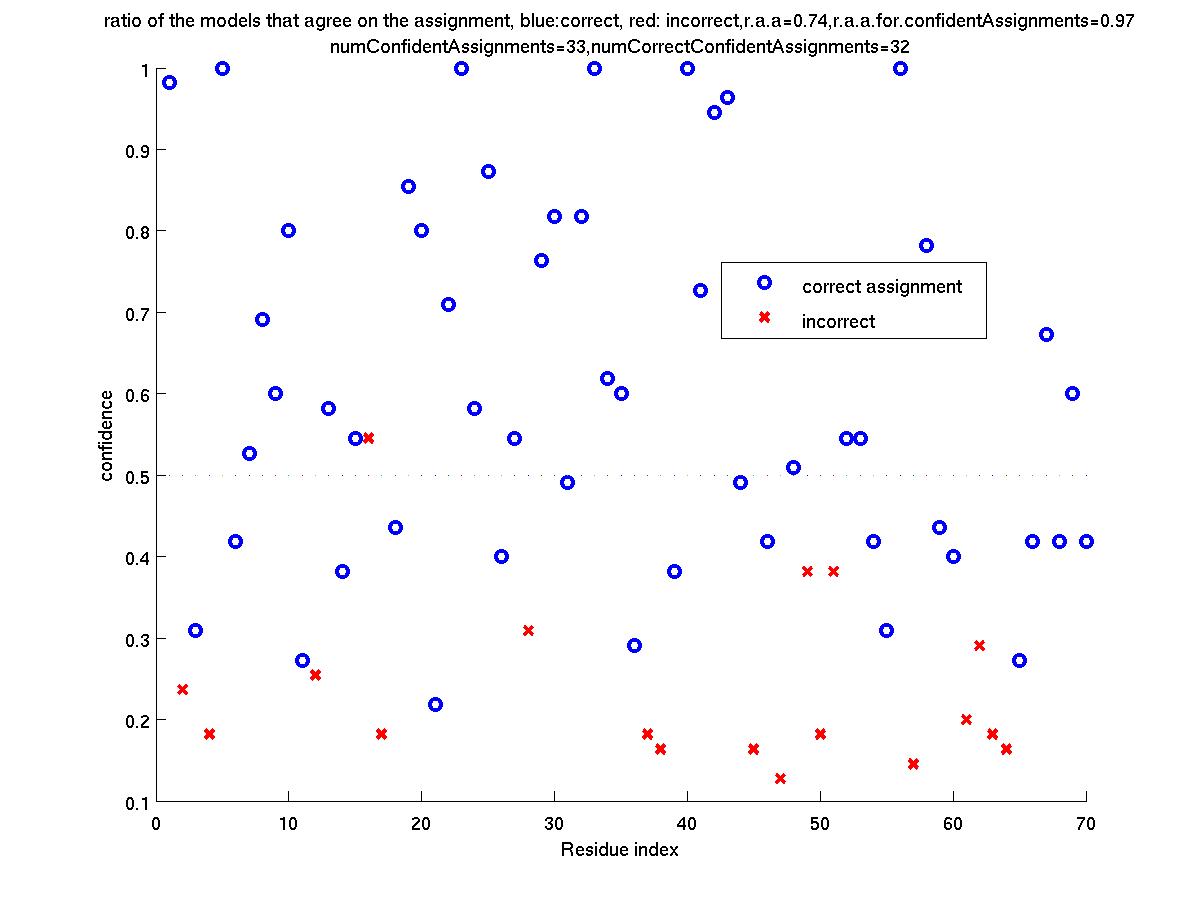 ratio of the models that agree on the assignment, blue:correct, red: incorrect,r.a.a=0.74,r.a.a.for.confidentAssignments=0.97
numConfidentAssignments=33,numCorrectConfidentAssignments=32
1
0.9
0.8
0.7
0.6
0.5
0.4
0.3
0.2
0.1
confidence
correct assignment
incorrect
0 10 20 30 40 50 60 70
Residue index